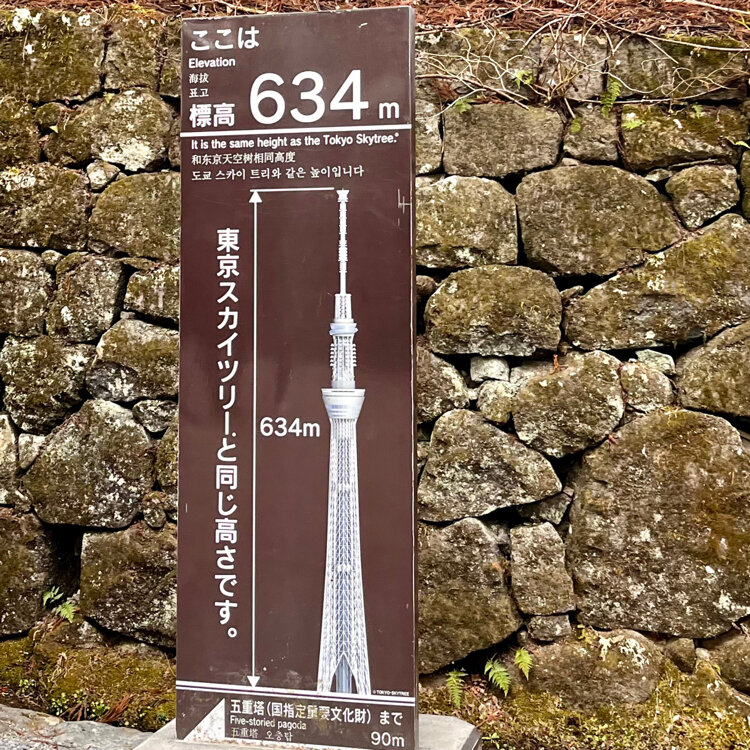 ここは
Elevation
海拔
표고
標高 634 m
It is the same height as the Tokyo Skytree.®
和东京天空树相同高度
도쿄 스카이 트리와 같은 높이입니다
東京スカイツリーと同じ高さです。
634m
© TOKYO-SKYTREE
五重塔(国指定重要文化財)まで
Five-storied pagoda
五重塔 오중탑
90m